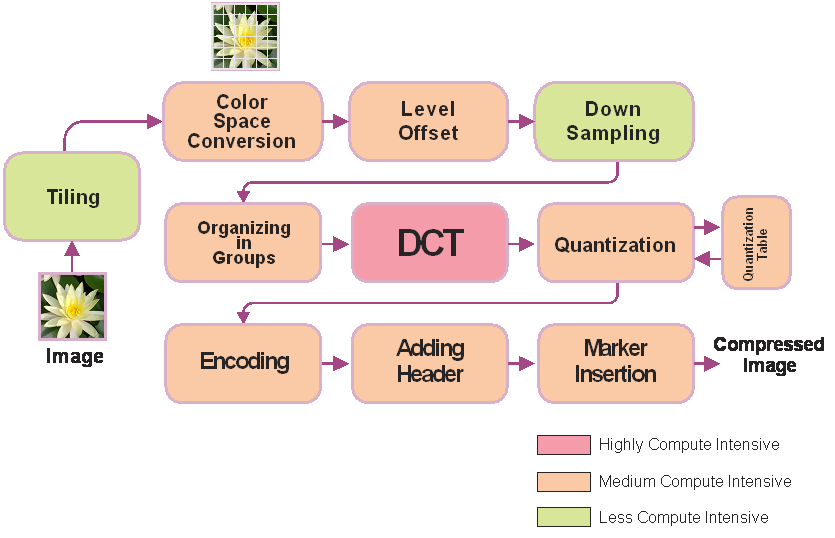 Color
Space
Conversion
Level
Offset
Down
Sampling
Tiling
Image
Organizing
in
Groups
DCT
Quantization
Quantization
Table
Encoding
Adding
Header
Marker
Insertion
Compressed
Image
Highly Compute Intensive
Medium Compute Intensive
Less Compute Intensive